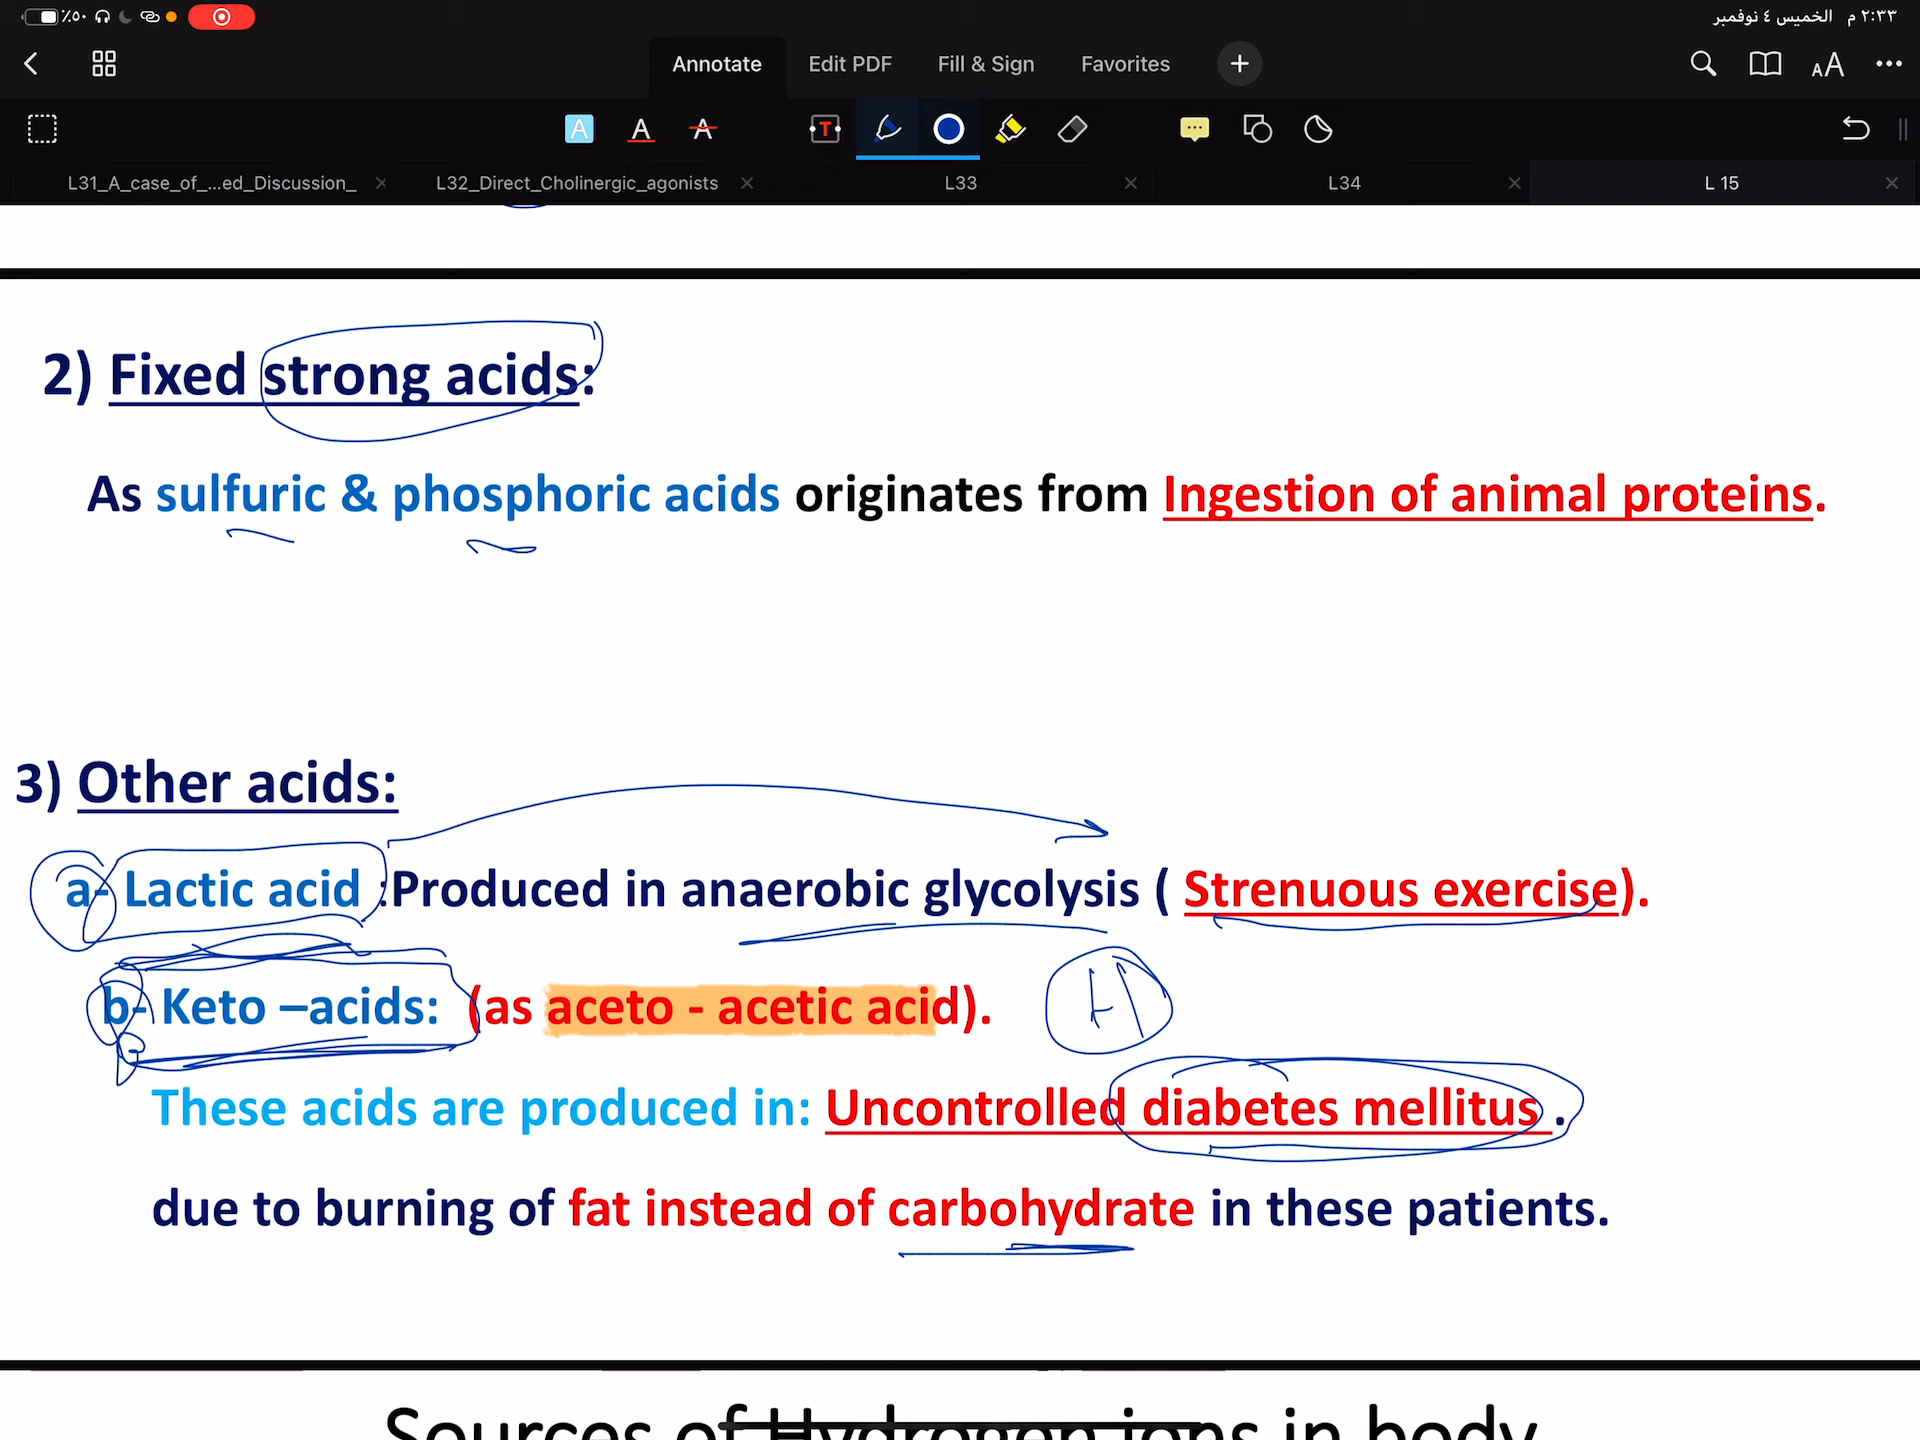 ٪٥٠
الخميس ٤ نوفمبر ٢:٣٣ م
Annotate Edit PDF Fill & Sign Favorites
AA
A A A T
L31_A_case_of_...ed_Discussion_ L32_Direct_Cholinergic_agonists L33 L34 L 15
2) Fixed strong acids:
As sulfuric & phosphoric acids originates from Ingestion of animal proteins.
3) Other acids:
a- Lactic acid :Produced in anaerobic glycolysis ( Strenuous exercise).
b- Keto –acids: (as aceto - acetic acid).
These acids are produced in: Uncontrolled diabetes mellitus .
due to burning of fat instead of carbohydrate in these patients.
Sources of Hydrogen ions in body